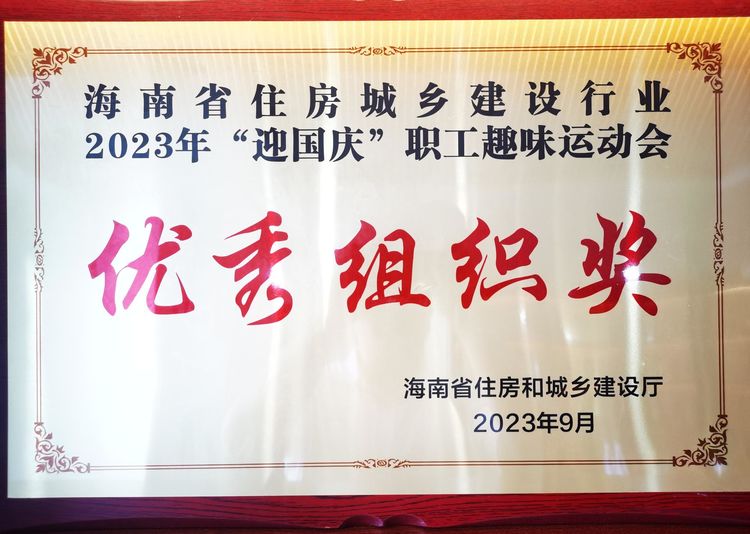 海南省住房城乡建设行业
2023年“迎国庆”职工趣味运动会
优秀组织奖
海南省住房和城乡建设厅
2023年9月